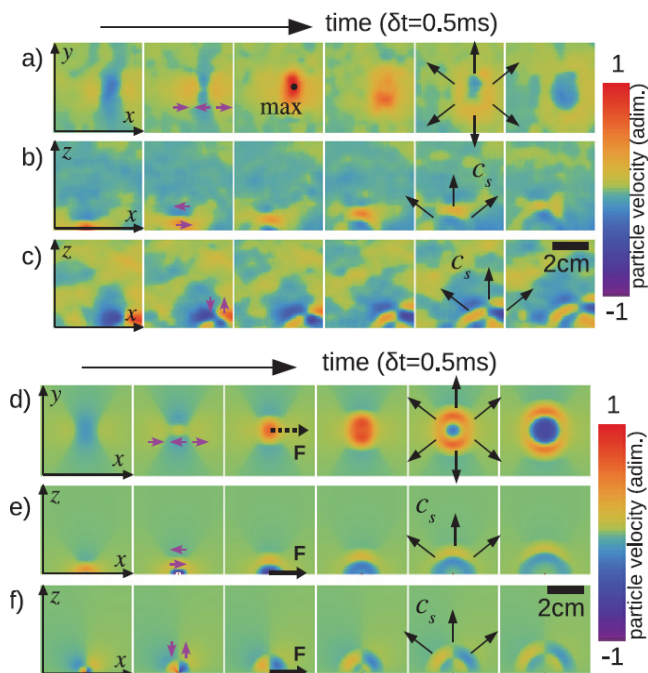 time (δt=0.5ms)
a) y x max
b) z x c_s
c) z x c_s 2cm
1
particle velocity (adim.)
-1
time (δt=0.5ms)
d) y x F
e) z x F c_s
f) z x F c_s 2cm
1
particle velocity (adim.)
-1